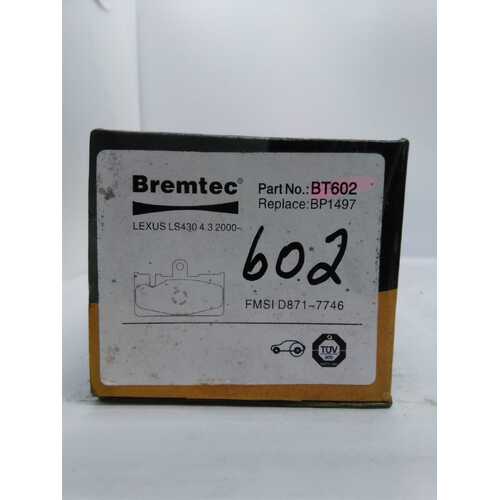 Bremtec
Part No.: BT602
Replace: BP1497
LEXUS LS430 4.3 2000-
602
FMSI D871-7746
TÜV